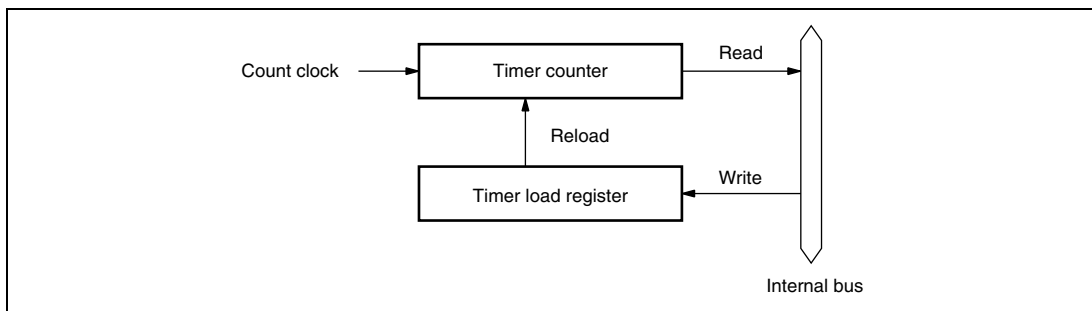 Count clock
Timer counter
Read
Reload
Timer load register
Write
Internal bus